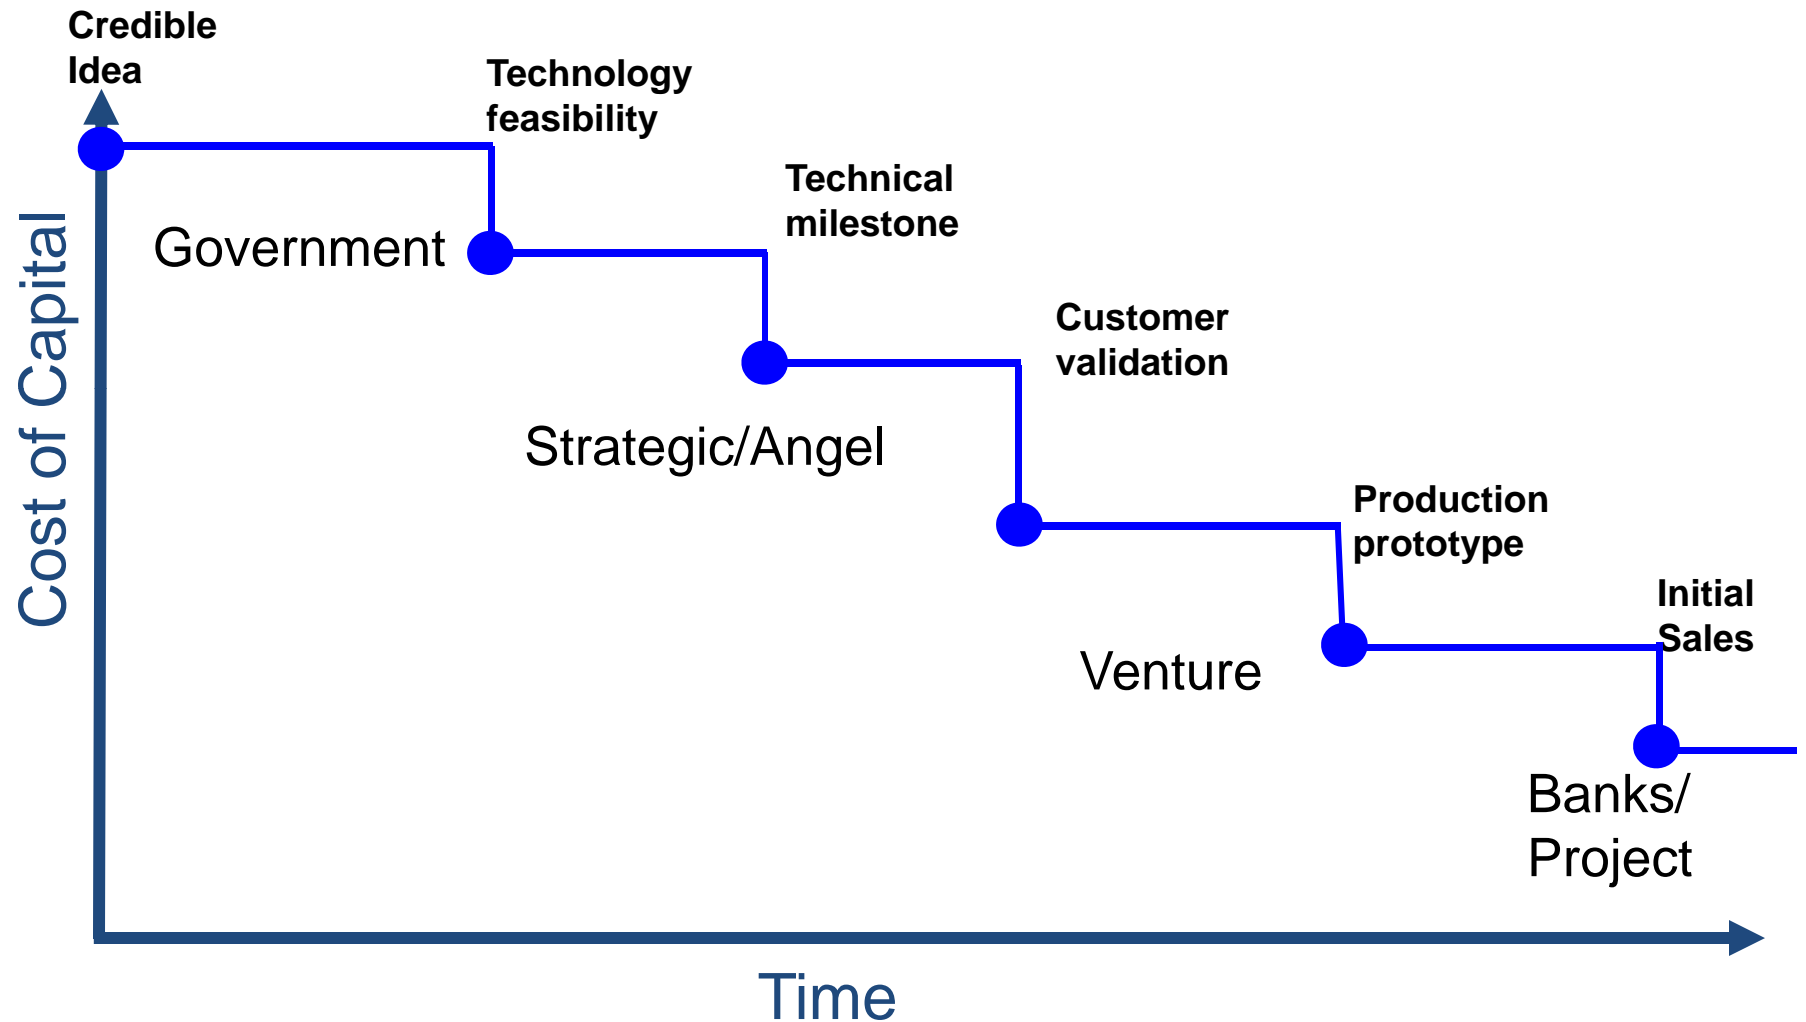 Credible
Idea
Technology
feasibility
Technical
milestone
Government
Customer
validation
Cost of Capital
Strategic/Angel
Production
prototype
Initial
Sales
Venture
Banks/
Project
Time